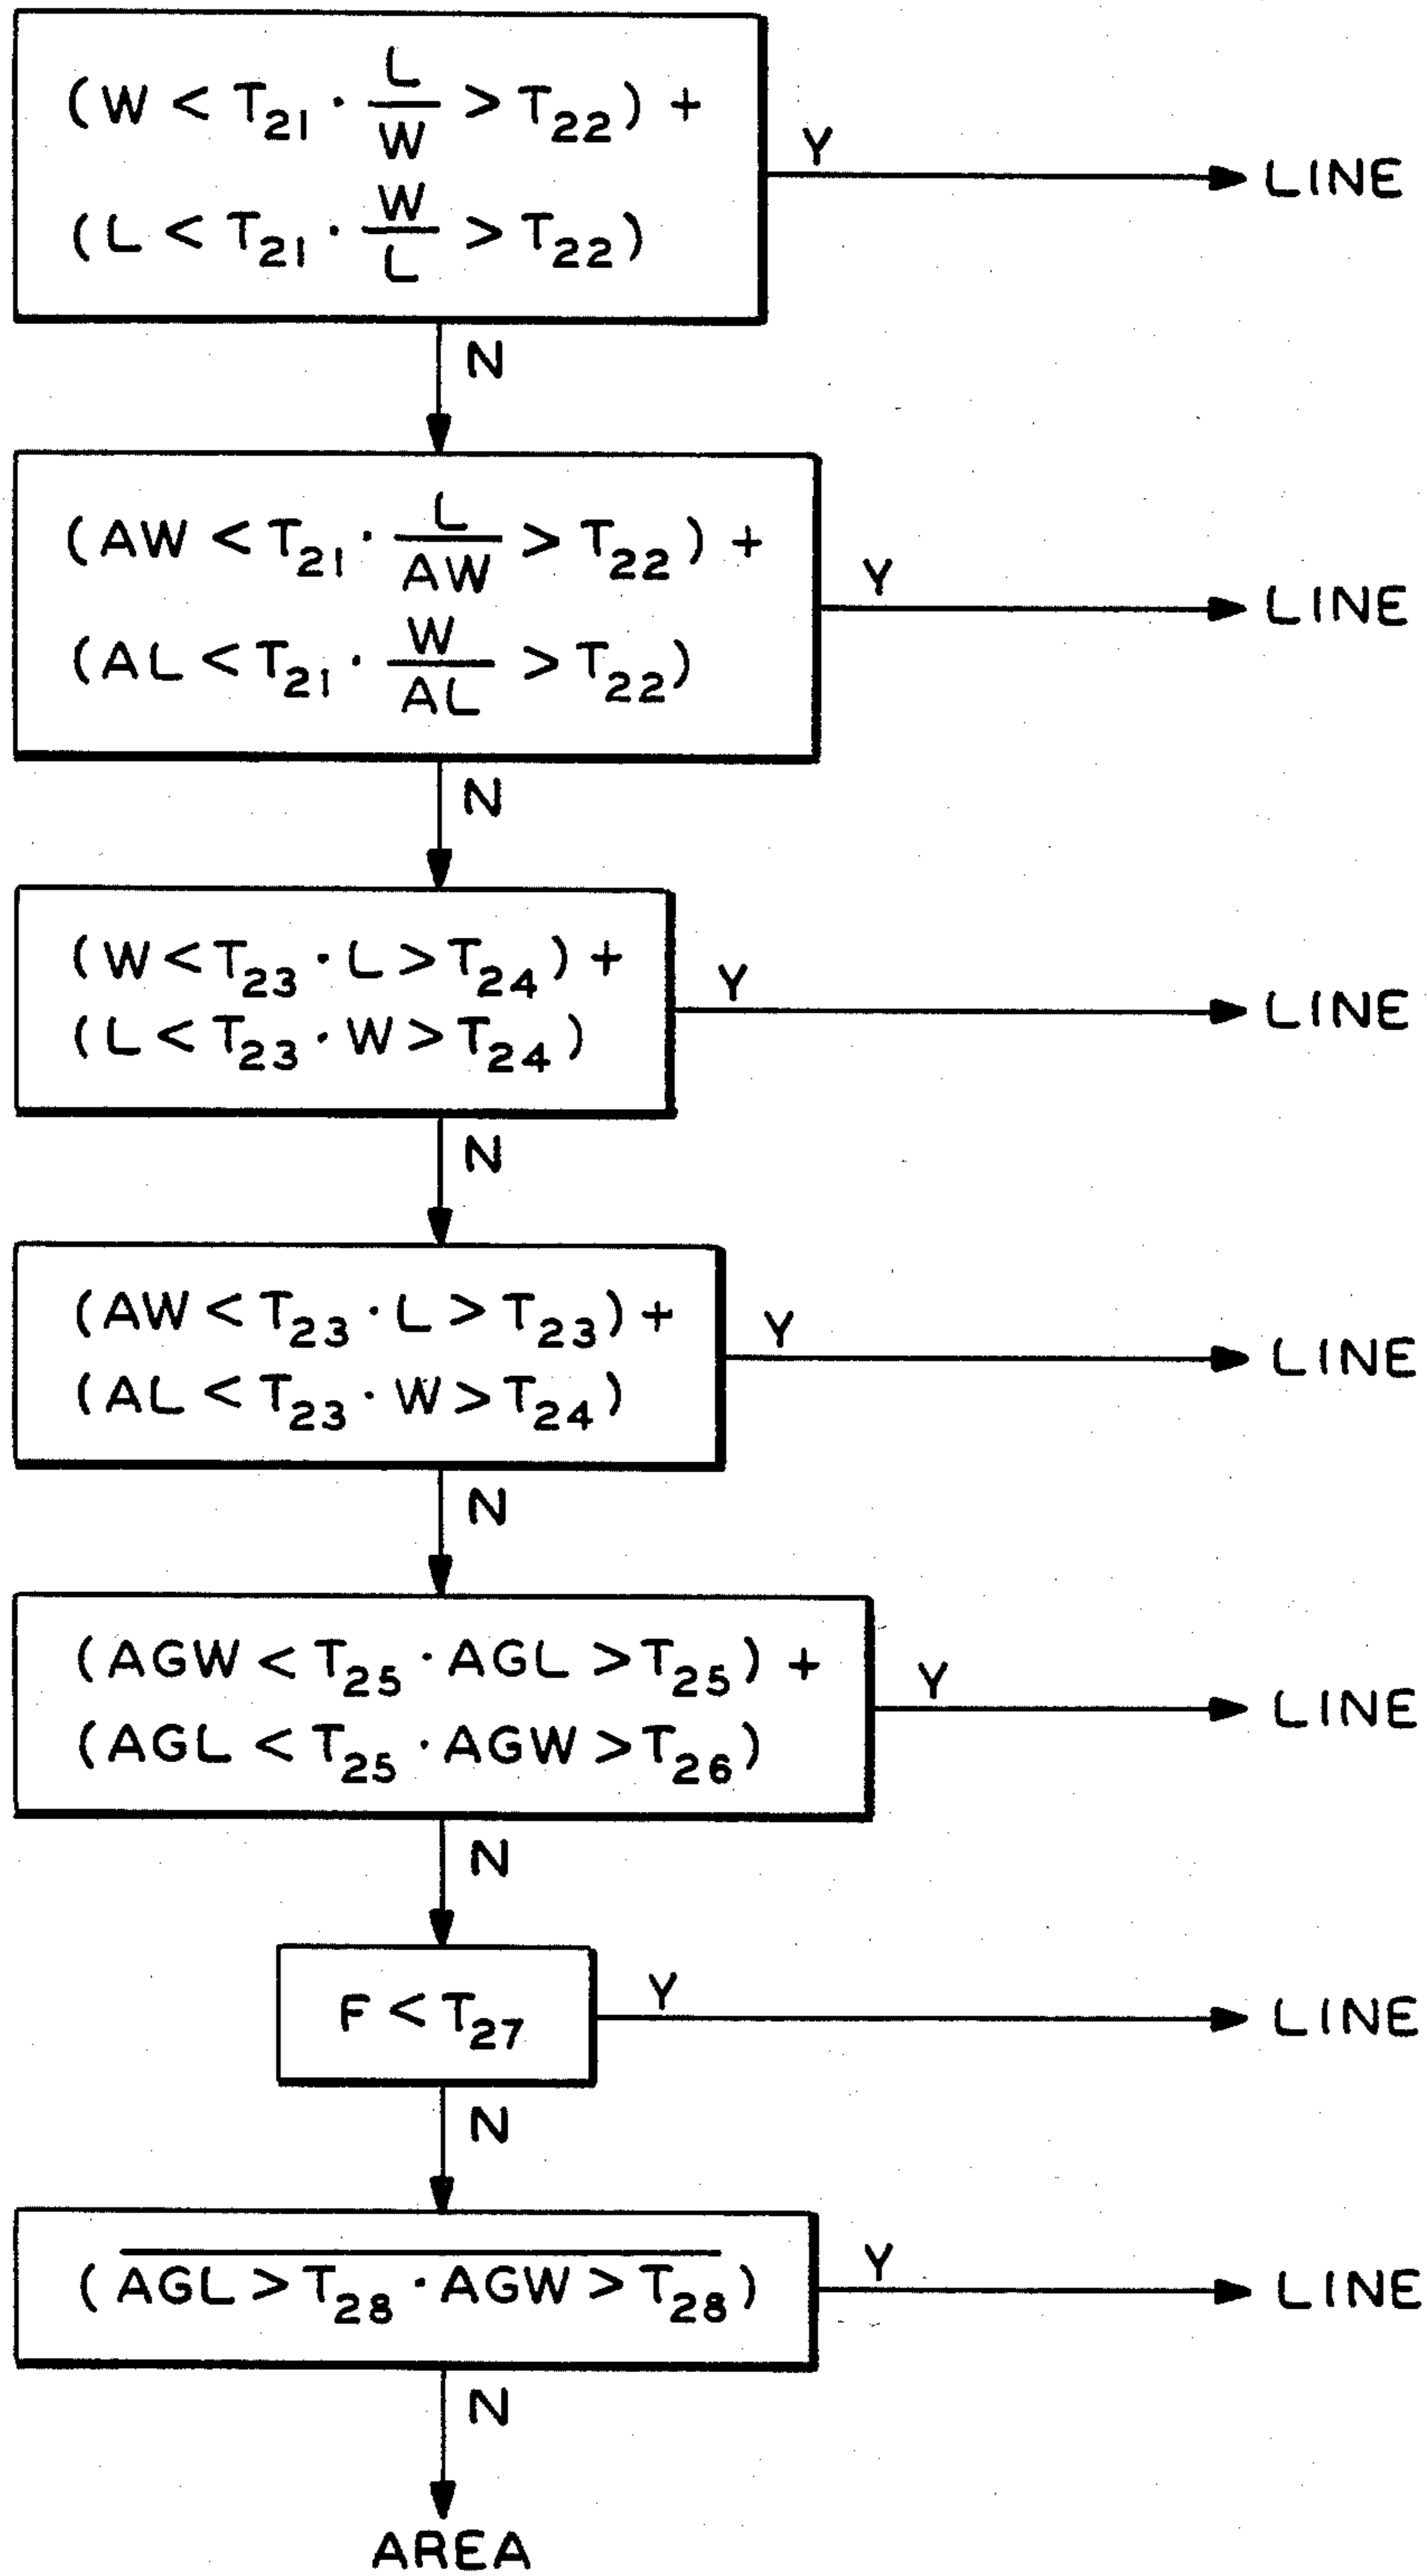 (W < T21 · L/W > T22) +
(L < T21 · W/L > T22)
Y
LINE
N
(AW < T21 · L/AW > T22) +
(AL < T21 · W/AL > T22)
Y
LINE
N
(W < T23 · L > T24) +
(L < T23 · W > T24)
Y
LINE
N
(AW < T23 · L > T23) +
(AL < T23 · W > T24)
Y
LINE
N
(AGW < T25 · AGL > T25) +
(AGL < T25 · AGW > T26)
Y
LINE
N
F < T27
Y
LINE
N
(AGL > T28 · AGW > T28)
Y
LINE
N
AREA